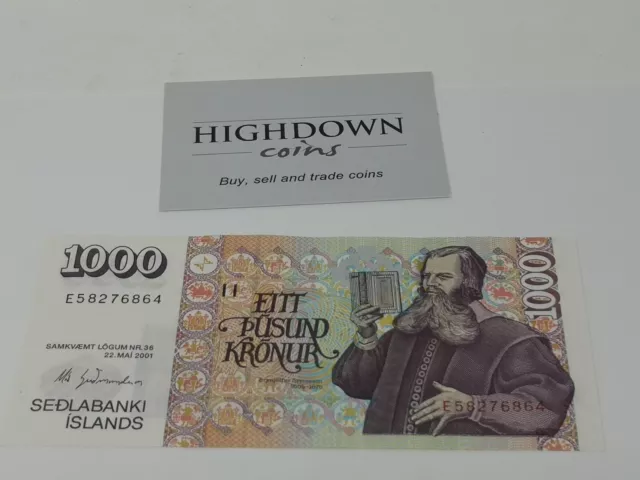 HIGHDOWN
coins
Buy, sell and trade coins
1000
E58276864
EITT
ÞÚSUND
KRÓNUR
SAMKVÆMT LÖGUM NR. 36
22. MAÍ 2001
SEÐLABANKI
ÍSLANDS
1000
E58276864